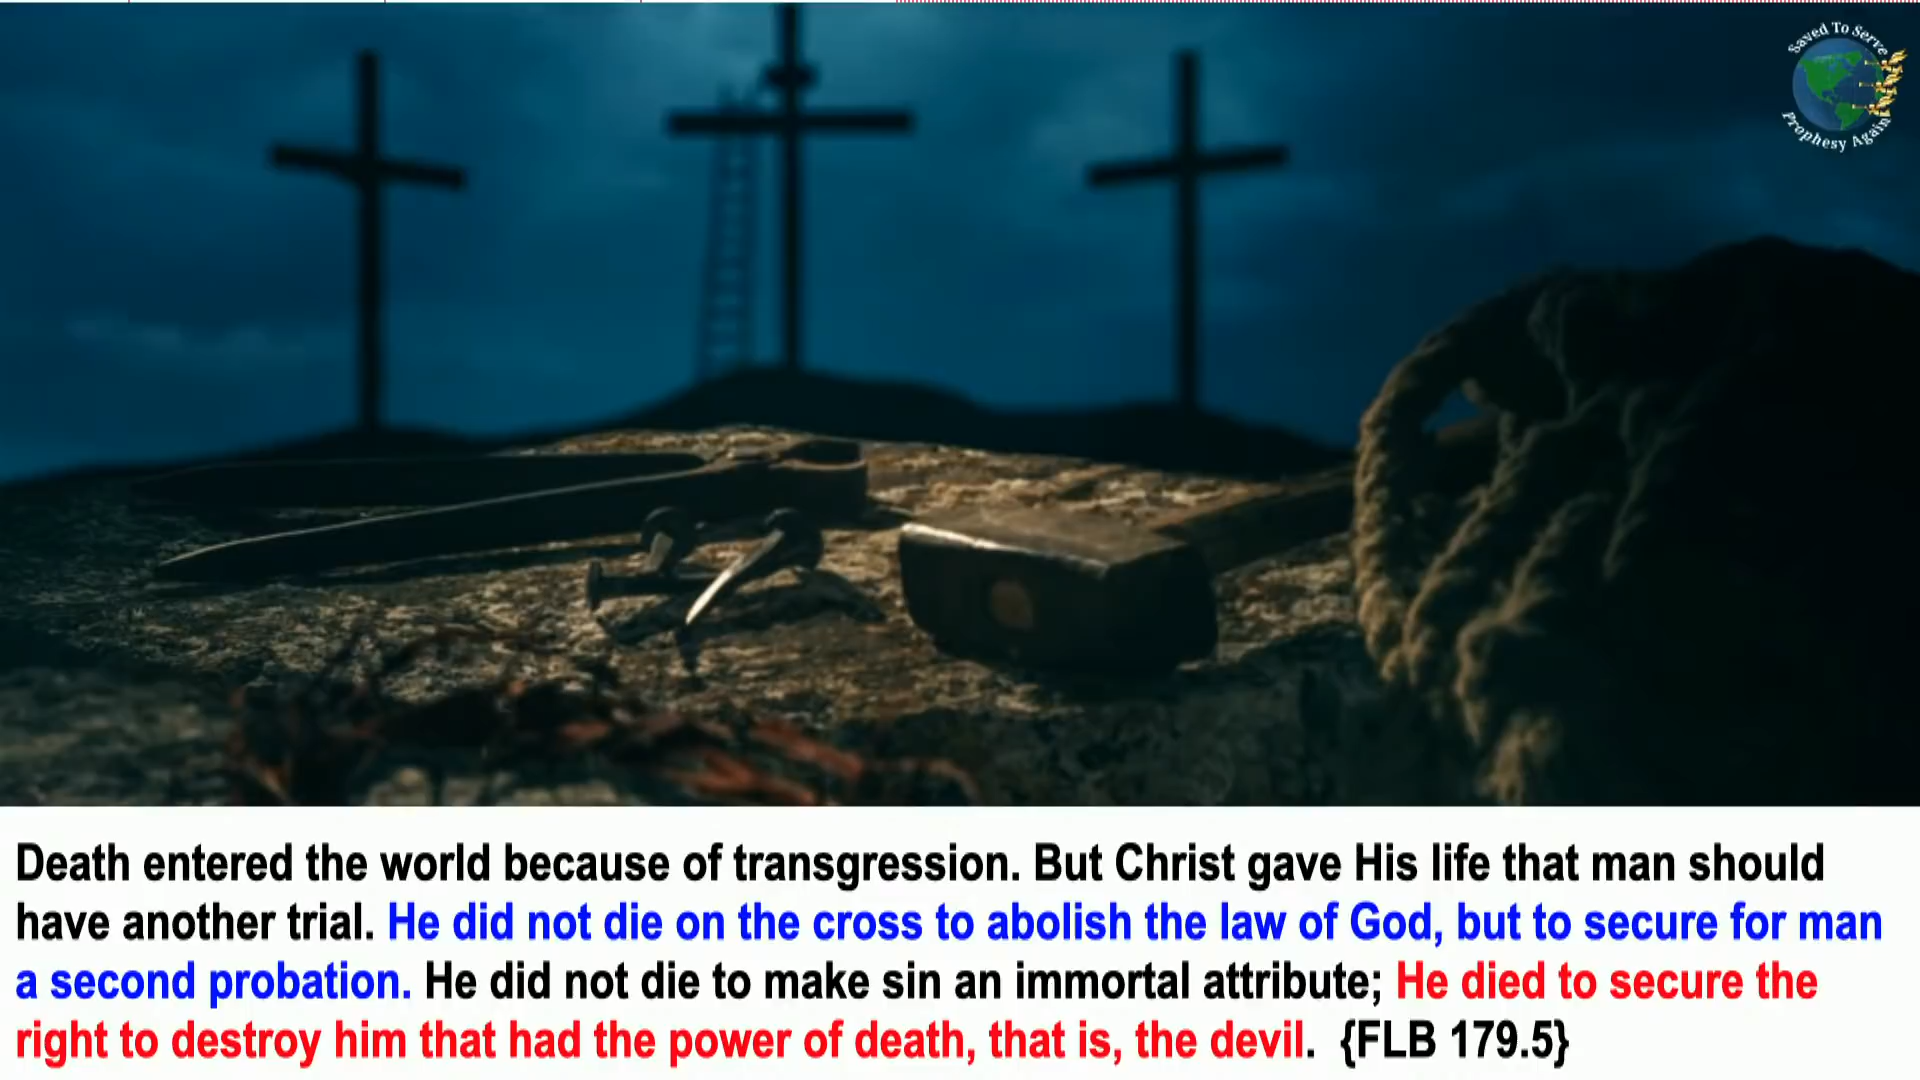 Saved To Serve
Prophesy Again
Death entered the world because of transgression. But Christ gave His life that man should
have another trial. He did not die on the cross to abolish the law of God, but to secure for man
a second probation. He did not die to make sin an immortal attribute; He died to secure the
right to destroy him that had the power of death, that is, the devil.  {FLB 179.5}